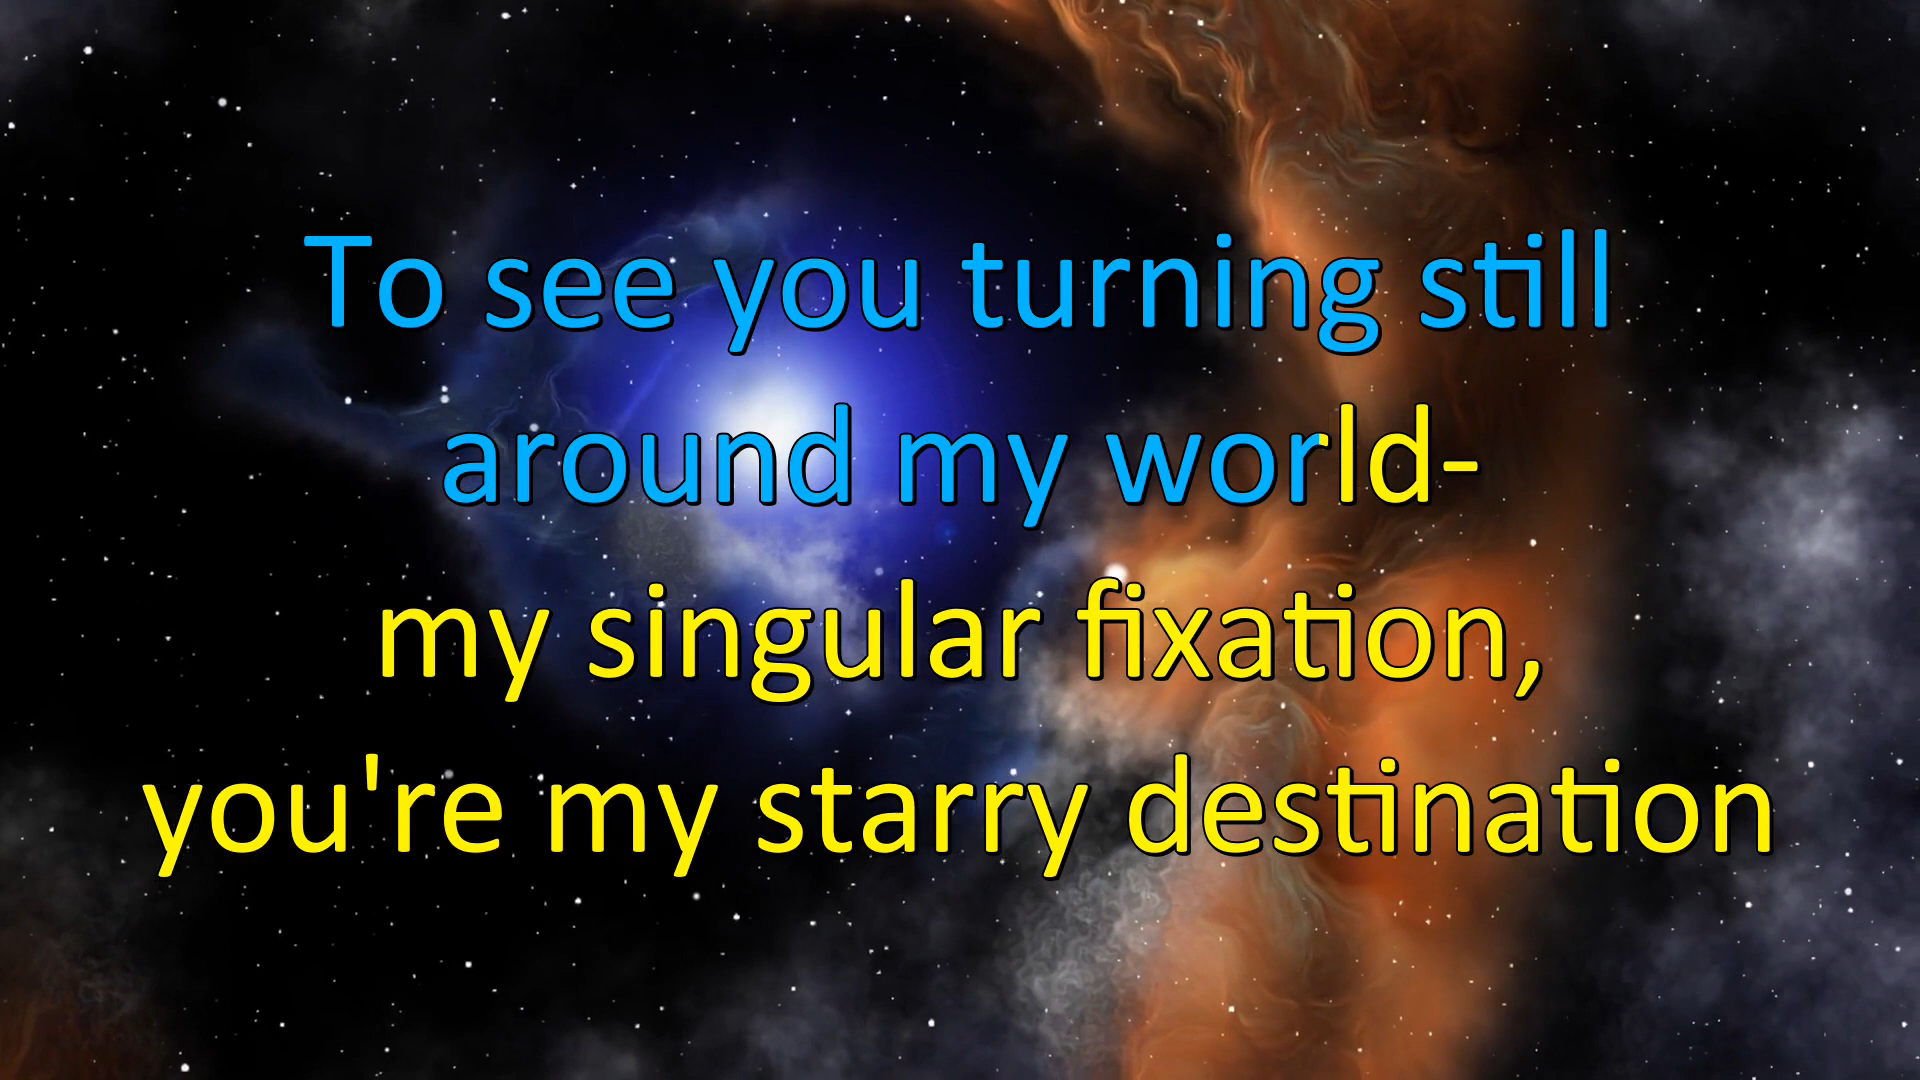 To see you turning still
around my world-
my singular fixation,
you're my starry destination